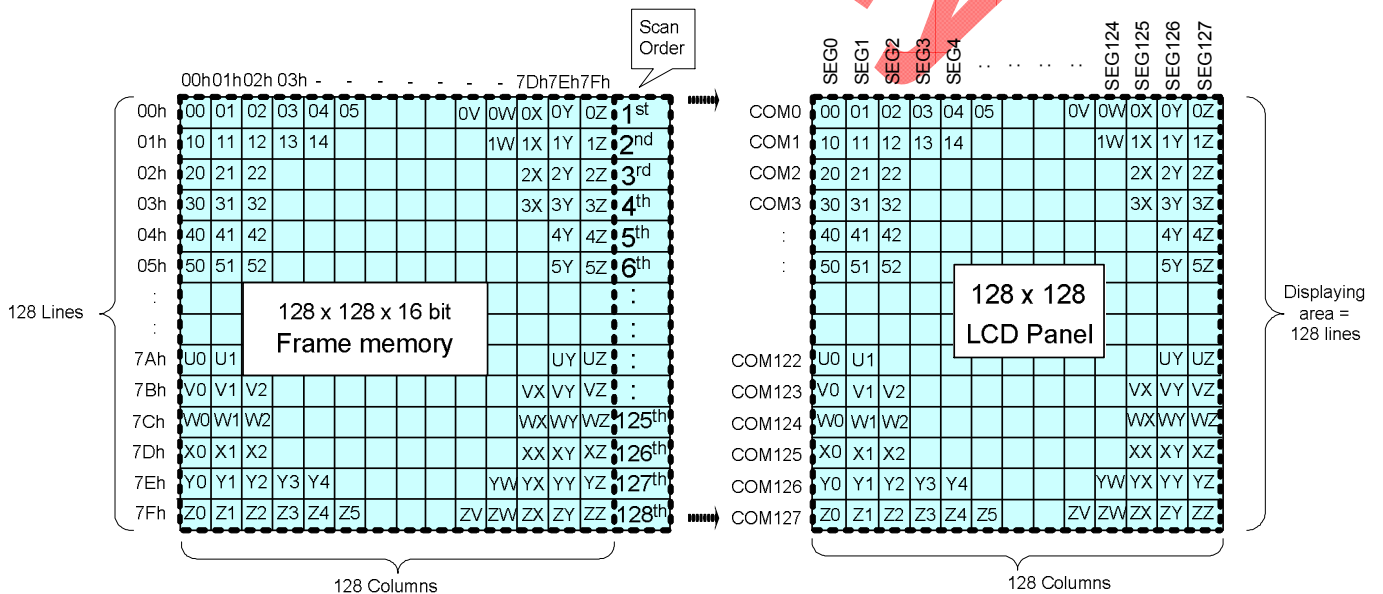 Scan
Order
00h 01h 02h 03h - - - - - - 7Dh 7Eh 7Fh
SEG0 SEG1 SEG2 SEG3 SEG4 .. .. .. .. SEG124 SEG125 SEG126 SEG127
00h 00 01 02 03 04 05 0V 0W 0X 0Y 0Z 1st
COM0 00 01 02 03 04 05 0V 0W 0X 0Y 0Z
01h 10 11 12 13 14 1W 1X 1Y 1Z 2nd
COM1 10 11 12 13 14 1W 1X 1Y 1Z
02h 20 21 22 2X 2Y 2Z 3rd
COM2 20 21 22 2X 2Y 2Z
03h 30 31 32 3X 3Y 3Z 4th
COM3 30 31 32 3X 3Y 3Z
04h 40 41 42 4Y 4Z 5th
: 40 41 42 4Y 4Z
05h 50 51 52 5Y 5Z 6th
: 50 51 52 5Y 5Z
128 Lines
: :
: :
128 x 128 x 16 bit
Frame memory
128 x 128
LCD Panel
Displaying
area =
128 lines
7Ah U0 U1 UY UZ :
COM122 U0 U1 UY UZ
7Bh V0 V1 V2 VX VY VZ :
COM123 V0 V1 V2 VX VY VZ
7Ch W0 W1 W2 WX WY WZ 125th
COM124 W0 W1 W2 WX WY WZ
7Dh X0 X1 X2 XX XY XZ 126th
COM125 X0 X1 X2 XX XY XZ
7Eh Y0 Y1 Y2 Y3 Y4 YW YX YY YZ 127th
COM126 Y0 Y1 Y2 Y3 Y4 YW YX YY YZ
7Fh Z0 Z1 Z2 Z3 Z4 Z5 ZV ZW ZX ZY ZZ 128th
COM127 Z0 Z1 Z2 Z3 Z4 Z5 ZV ZW ZX ZY ZZ
128 Columns
128 Columns